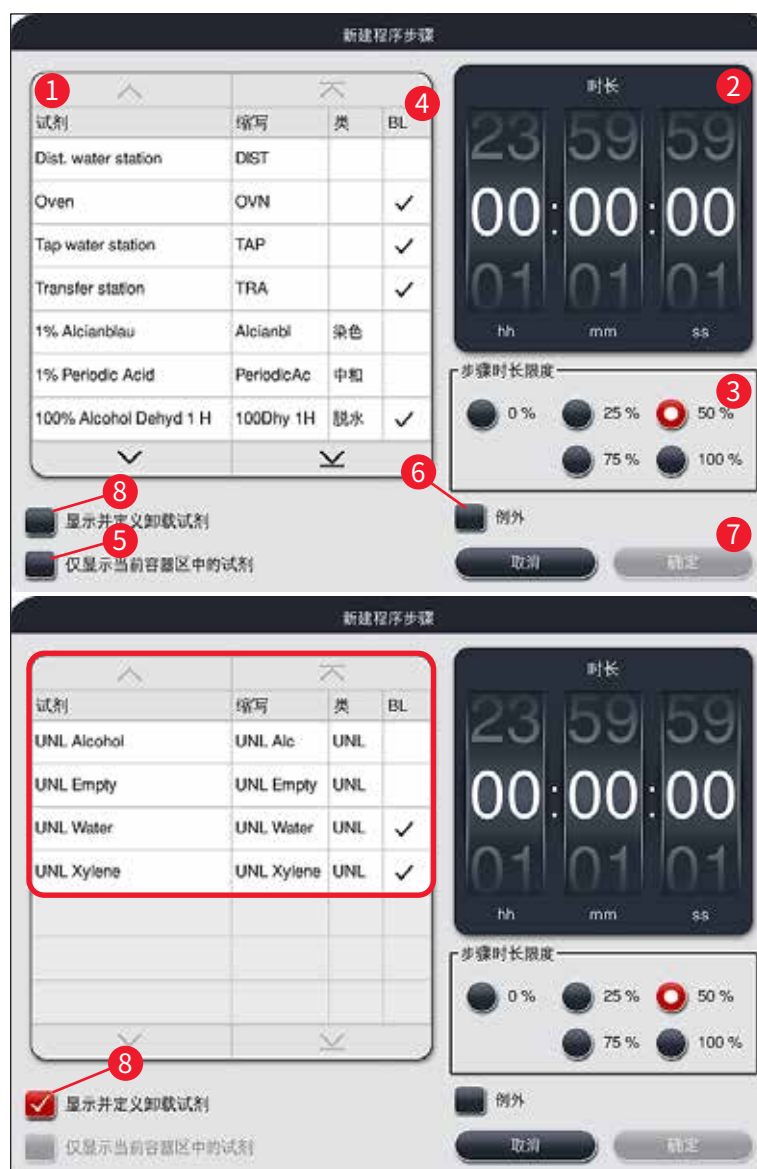 新建程序步骤
1
4
试剂 缩写 类 BL
Dist. water station DIST
Oven OVN ✓
Tap water station TAP ✓
Transfer station TRA ✓
1% Alcianblau Alcianbl 染色
1% Periodic Acid PeriodicAc 中和
100% Alcohol Dehyd 1 H 100Dhy 1H 脱水 ✓
8
显示并定义卸载试剂
5
仅显示当前容器区中的试剂
时长
2
23 59 59
00:00:00
01 01 01
hh mm ss
步骤时长限度
3
0 % 25 % 50 %
75 % 100 %
6
例外
7
取消 确定
新建程序步骤
试剂 缩写 类 BL
UNL Alcohol UNL Alc UNL
UNL Empty UNL Empty UNL
UNL Water UNL Water UNL ✓
UNL Xylene UNL Xylene UNL ✓
8
显示并定义卸载试剂
仅显示当前容器区中的试剂
时长
23 59 59
00:00:00
01 01 01
hh mm ss
步骤时长限度
0 % 25 % 50 %
75 % 100 %
例外
取消 确定